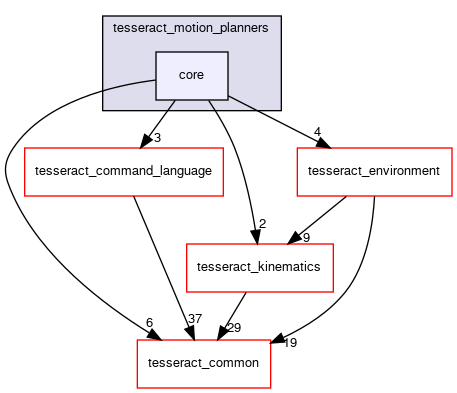 tesseract_motion_planners
core
3
4
tesseract_command_language
tesseract_environment
2
9
tesseract_kinematics
6
37
29
19
tesseract_common